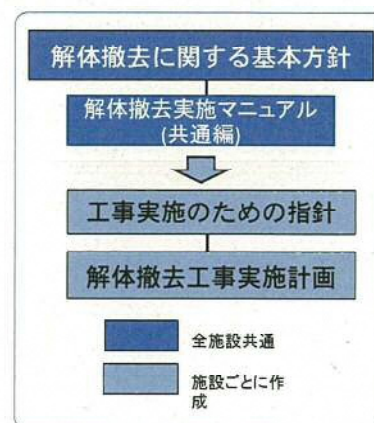 解体撤去に関する基本方針
解体撤去実施マニュアル
(共通編)
工事実施のための指針
解体撤去工事実施計画
全施設共通
施設ごとに作
成